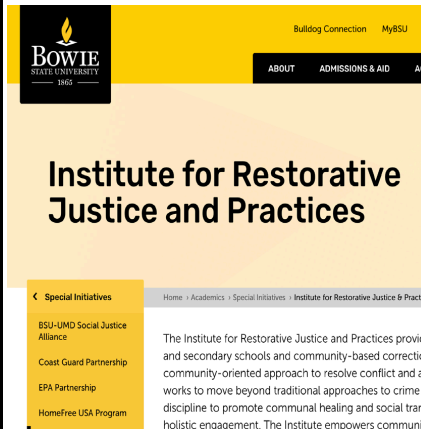 Bulldog Connection MyBSU
BOWIE
STATE UNIVERSITY
1865
ABOUT ADMISSIONS & AID
Institute for Restorative
Justice and Practices
Special Initiatives
Home › Academics › Special Initiatives › Institute for Restorative Justice & Pract
BSU-UMD Social Justice
Alliance
Coast Guard Partnership
EPA Partnership
HomeFree USA Program
The Institute for Restorative Justice and Practices provi
and secondary schools and community-based correcti
community-oriented approach to resolve conflict and a
works to move beyond traditional approaches to crime
discipline to promote communal healing and social tran
holistic engagement. The Institute empowers communi